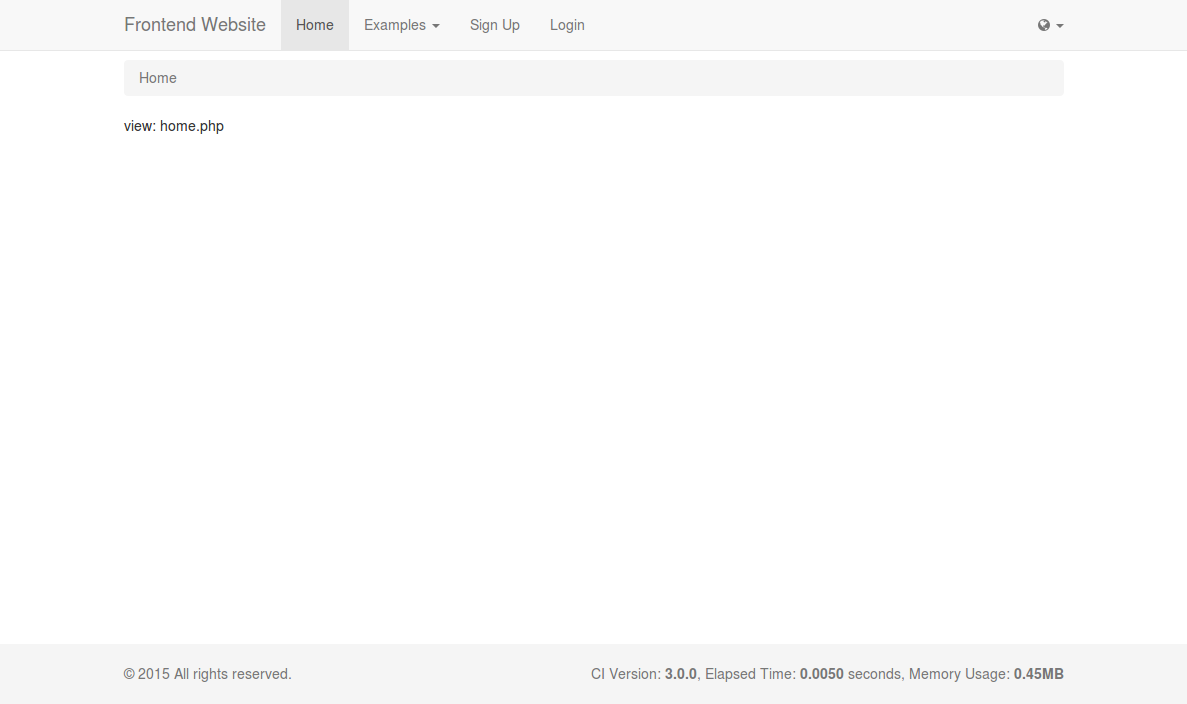 Frontend Website Home Examples Sign Up Login
Home
view: home.php
© 2015 All rights reserved. CI Version: 3.0.0, Elapsed Time: 0.0050 seconds, Memory Usage: 0.45MB